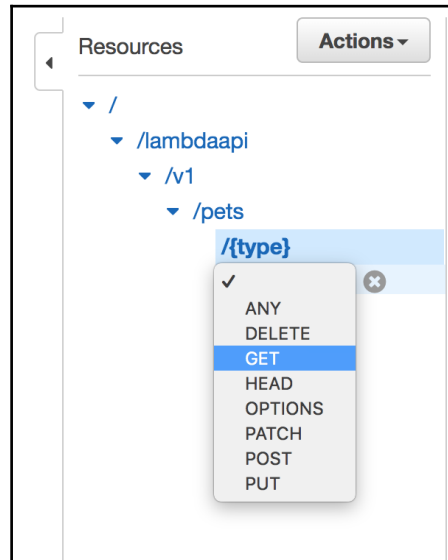 Resources
Actions
/
/lambdaapi
/v1
/pets
/{type}
ANY
DELETE
GET
HEAD
OPTIONS
PATCH
POST
PUT